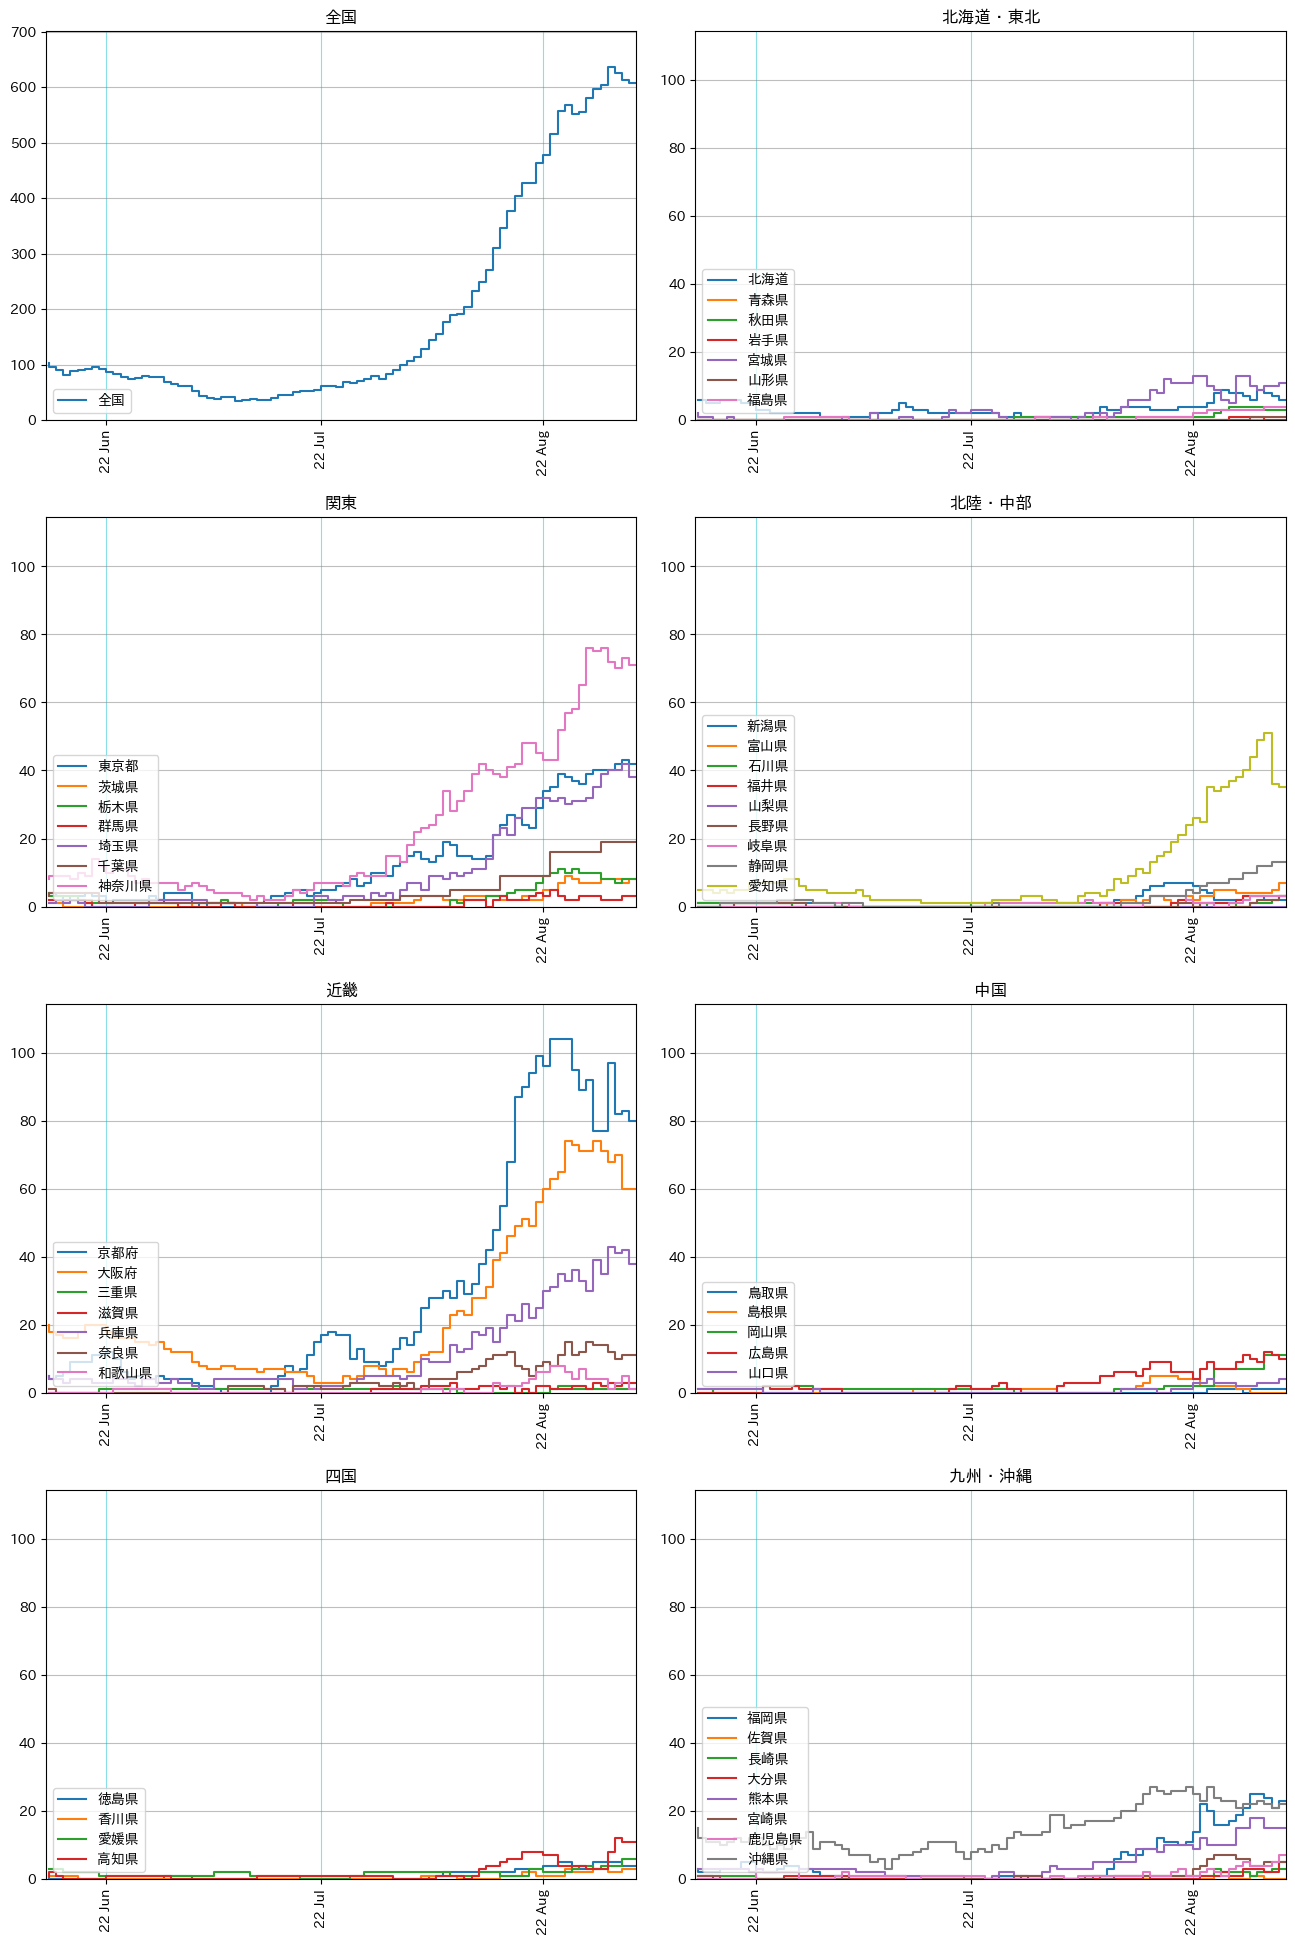 全国
700
600
500
400
300
200
100
0
全国
22 Jun
22 Jul
22 Aug
北海道・東北
100
80
60
40
20
0
北海道
青森県
秋田県
岩手県
宮城県
山形県
福島県
22 Jun
22 Jul
22 Aug
関東
100
80
60
40
20
0
東京都
茨城県
栃木県
群馬県
埼玉県
千葉県
神奈川県
22 Jun
22 Jul
22 Aug
北陸・中部
100
80
60
40
20
0
新潟県
富山県
石川県
福井県
山梨県
長野県
岐阜県
静岡県
愛知県
22 Jun
22 Jul
22 Aug
近畿
100
80
60
40
20
0
京都府
大阪府
三重県
滋賀県
兵庫県
奈良県
和歌山県
22 Jun
22 Jul
22 Aug
中国
100
80
60
40
20
0
鳥取県
島根県
岡山県
広島県
山口県
22 Jun
22 Jul
22 Aug
四国
100
80
60
40
20
0
徳島県
香川県
愛媛県
高知県
22 Jun
22 Jul
22 Aug
九州・沖縄
100
80
60
40
20
0
福岡県
佐賀県
長崎県
大分県
熊本県
宮崎県
鹿児島県
沖縄県
22 Jun
22 Jul
22 Aug